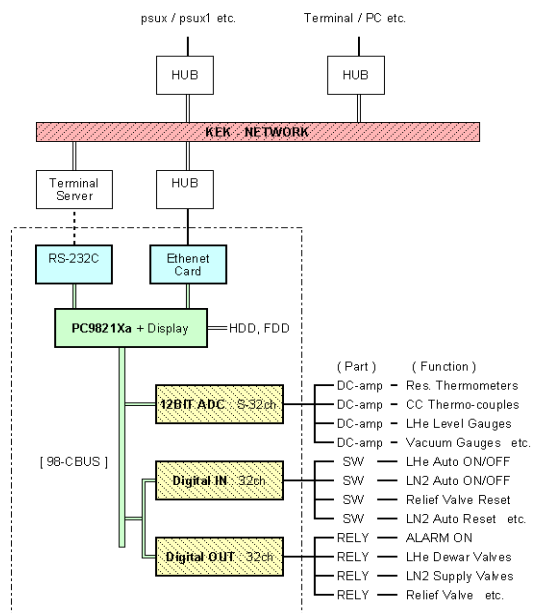 psux / psux1 etc.
Terminal / PC etc.
HUB
HUB
KEK - NETWORK
Terminal
Server
HUB
RS-232C
Ethenet
Card
PC9821Xa + Display
HDD, FDD
( Part )
( Function )
12BIT ADC : S-32ch
DC-amp
Res. Thermometers
DC-amp
CC Thermo-couples
DC-amp
LHe Level Gauges
DC-amp
Vacuum Gauges etc.
[ 98-CBUS ]
Digital IN : 32ch
SW
LHe Auto ON/OFF
SW
LN2 Auto ON/OFF
SW
Relief Valve Reset
SW
LN2 Auto Reset etc.
Digital OUT : 32ch
RELY
ALARM ON
RELY
LHe Dewar Valves
RELY
LN2 Supply Valves
RELY
Relief Valve etc.